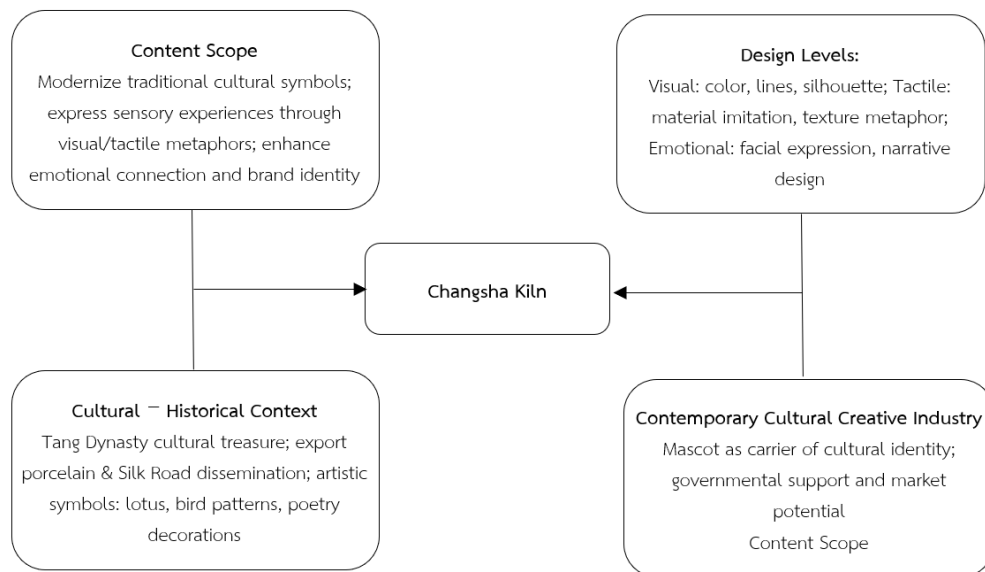 Content Scope
Modernize traditional cultural symbols;
express sensory experiences through
visual/tactile metaphors; enhance
emotional connection and brand identity
Design Levels:
Visual: color, lines, silhouette; Tactile:
material imitation, texture metaphor;
Emotional: facial expression, narrative
design
Changsha Kiln
Cultural – Historical Context
Tang Dynasty cultural treasure; export
porcelain & Silk Road dissemination; artistic
symbols: lotus, bird patterns, poetry
decorations
Contemporary Cultural Creative Industry
Mascot as carrier of cultural identity;
governmental support and market
potential
Content Scope